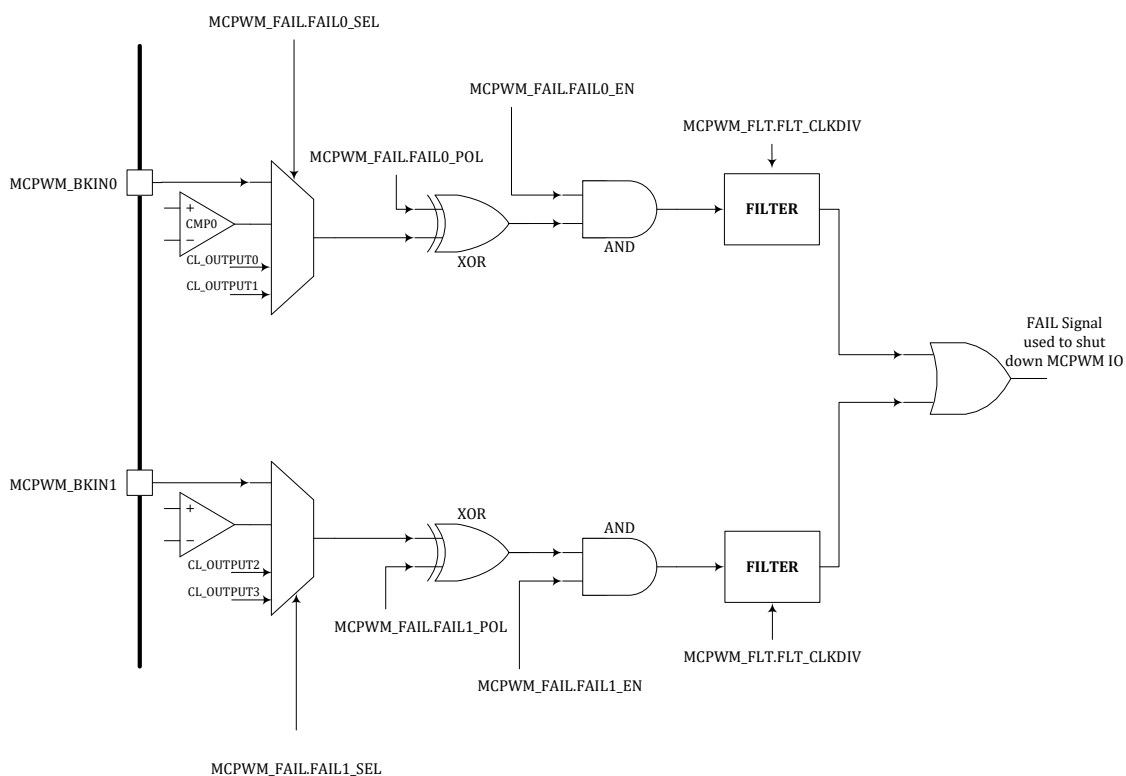 MCPWM_FAIL.FAIL0_SEL
MCPWM_FAIL.FAIL0_EN
MCPWM_FLT.FLT_CLKDIV
MCPWM_FAIL.FAIL0_POL
MCPWM_BKIN0
+
CMP0
−
CL_OUTPUT0
CL_OUTPUT1
XOR
AND
FILTER
FAIL Signal
used to shut
down MCPWM IO
MCPWM_BKIN1
+
−
CL_OUTPUT2
CL_OUTPUT3
XOR
AND
FILTER
MCPWM_FAIL.FAIL1_POL
MCPWM_FLT.FLT_CLKDIV
MCPWM_FAIL.FAIL1_EN
MCPWM_FAIL.FAIL1_SEL